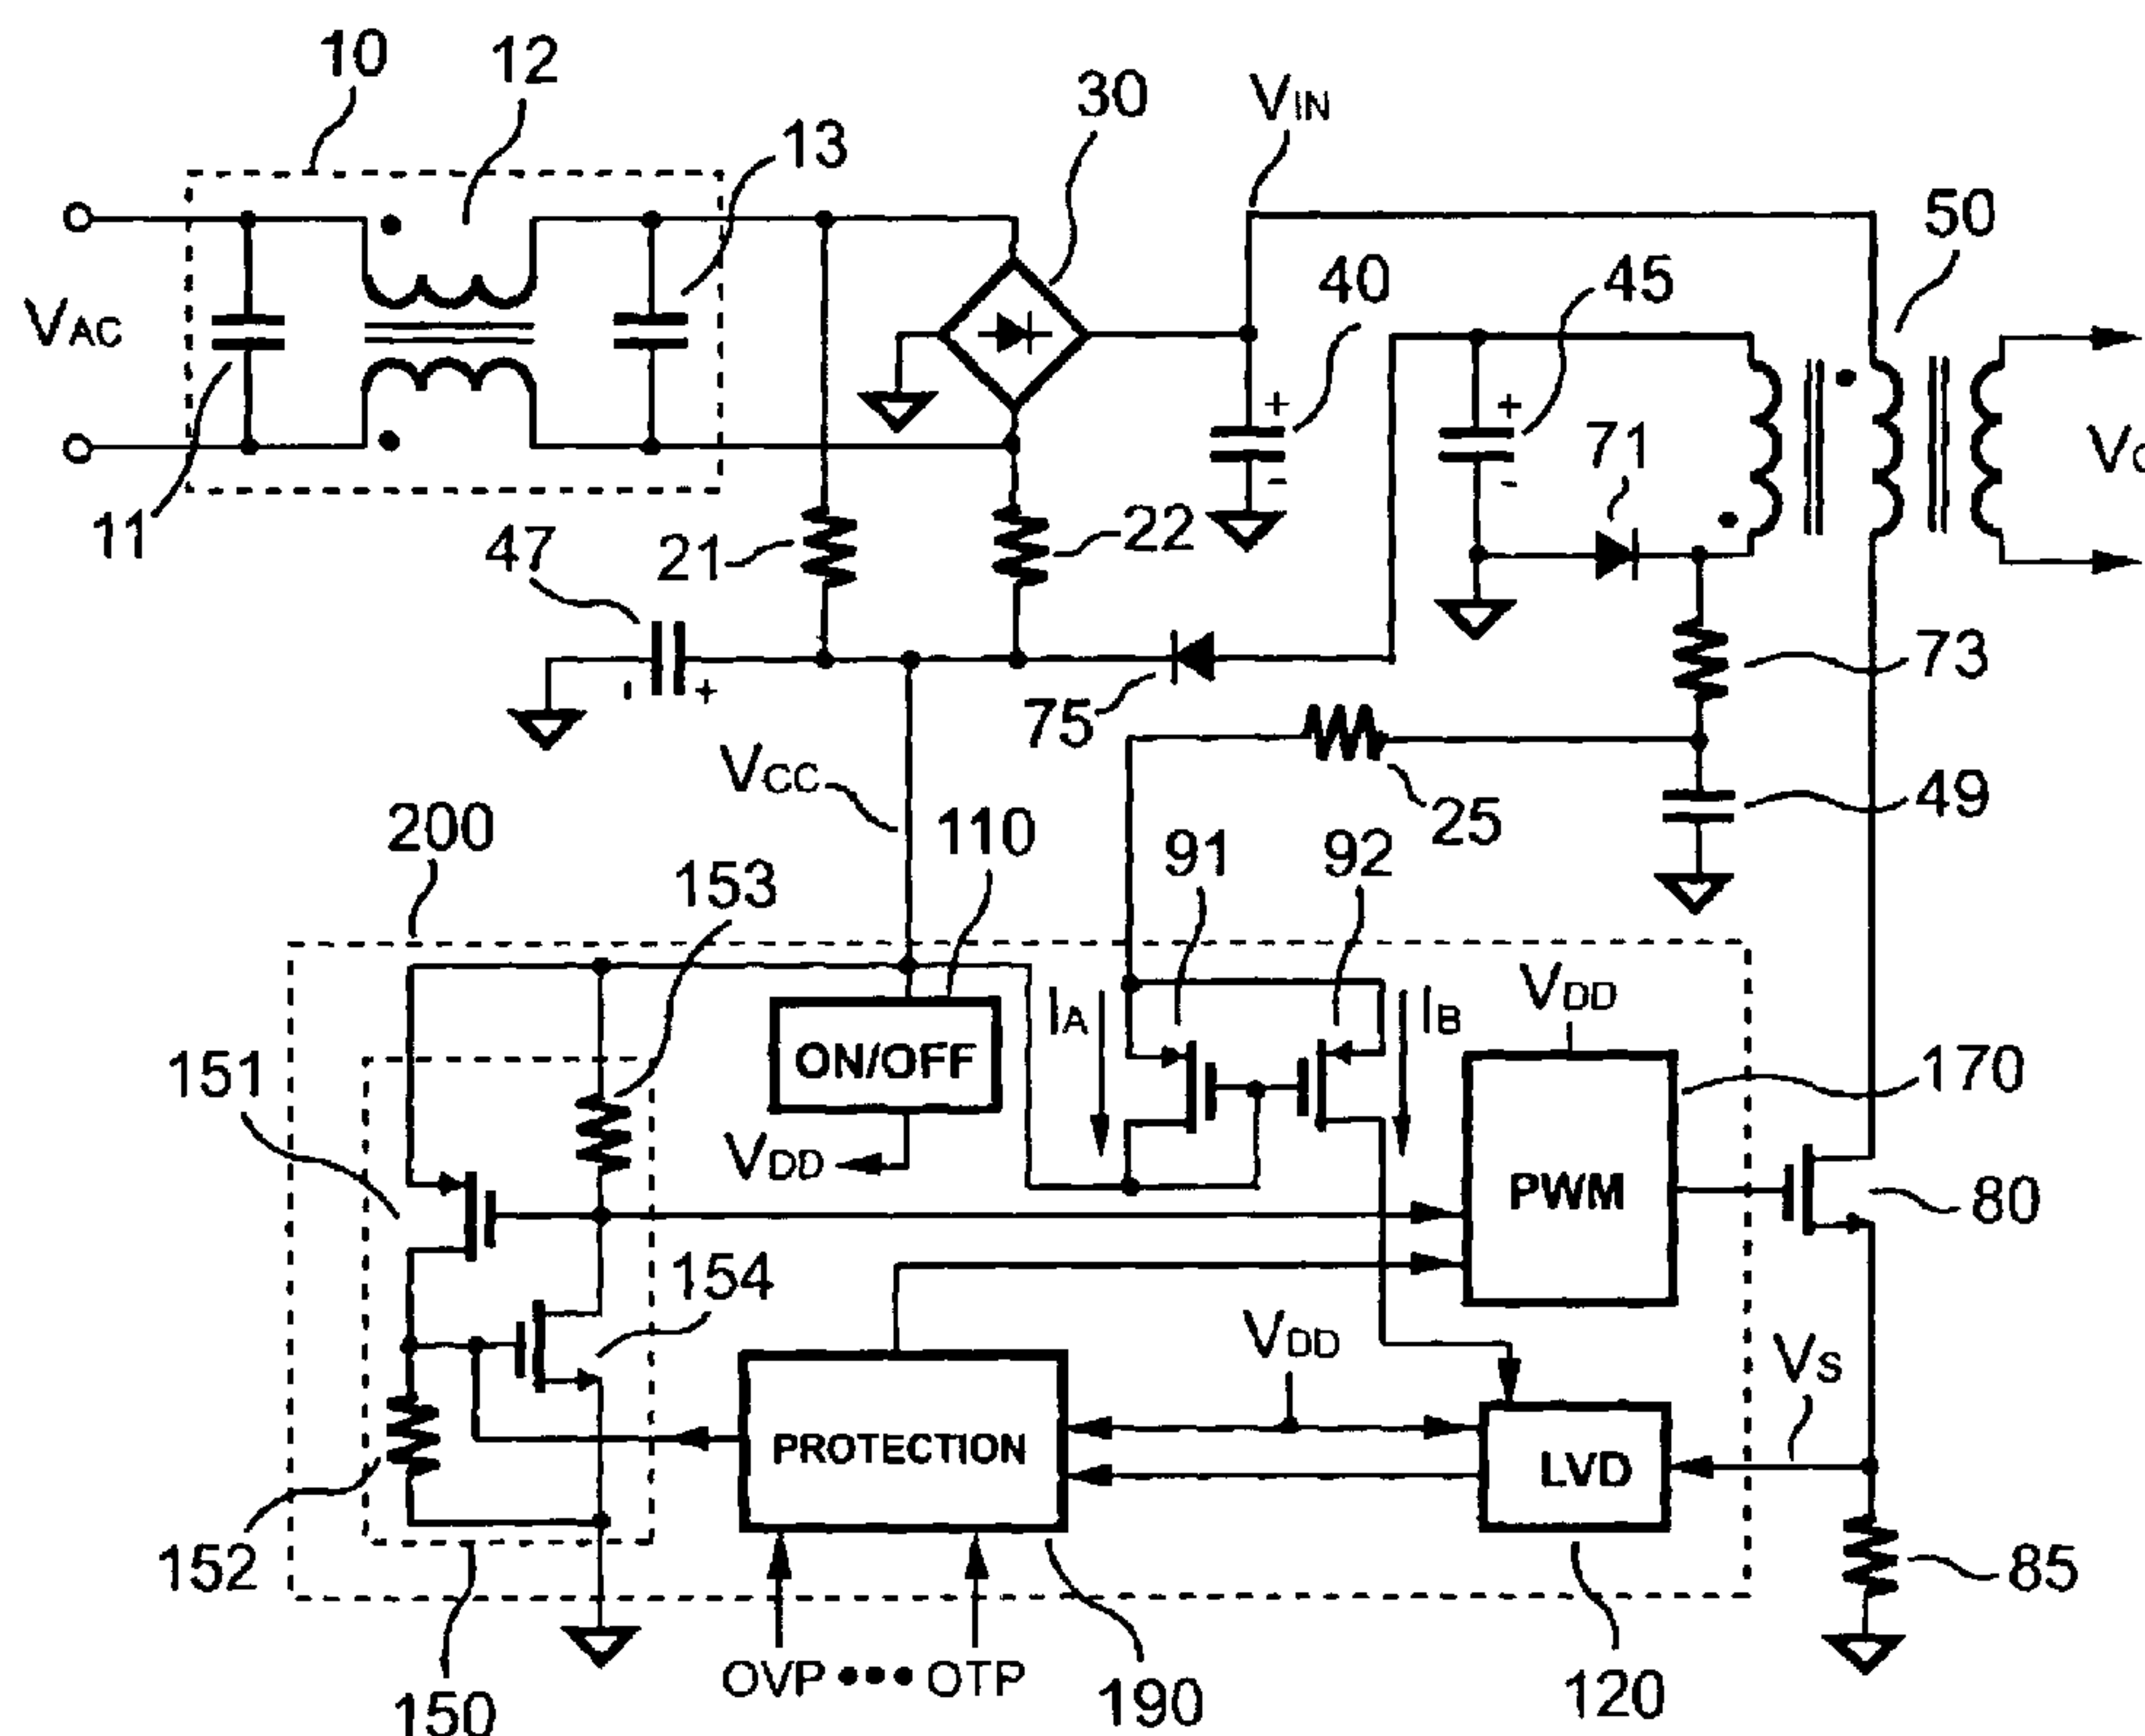 10
12
30
VIN
13
50
40
45
VAC
71
11
47
21
22
+
-
+
-
73
- +
75
VCC
25
49
200
110
91
92
153
IA
IB
VDD
151
ON/OFF
170
VDD
PWM
80
154
VDD
VS
PROTECTION
LVD
152
85
OVP ••• OTP
150
190
120